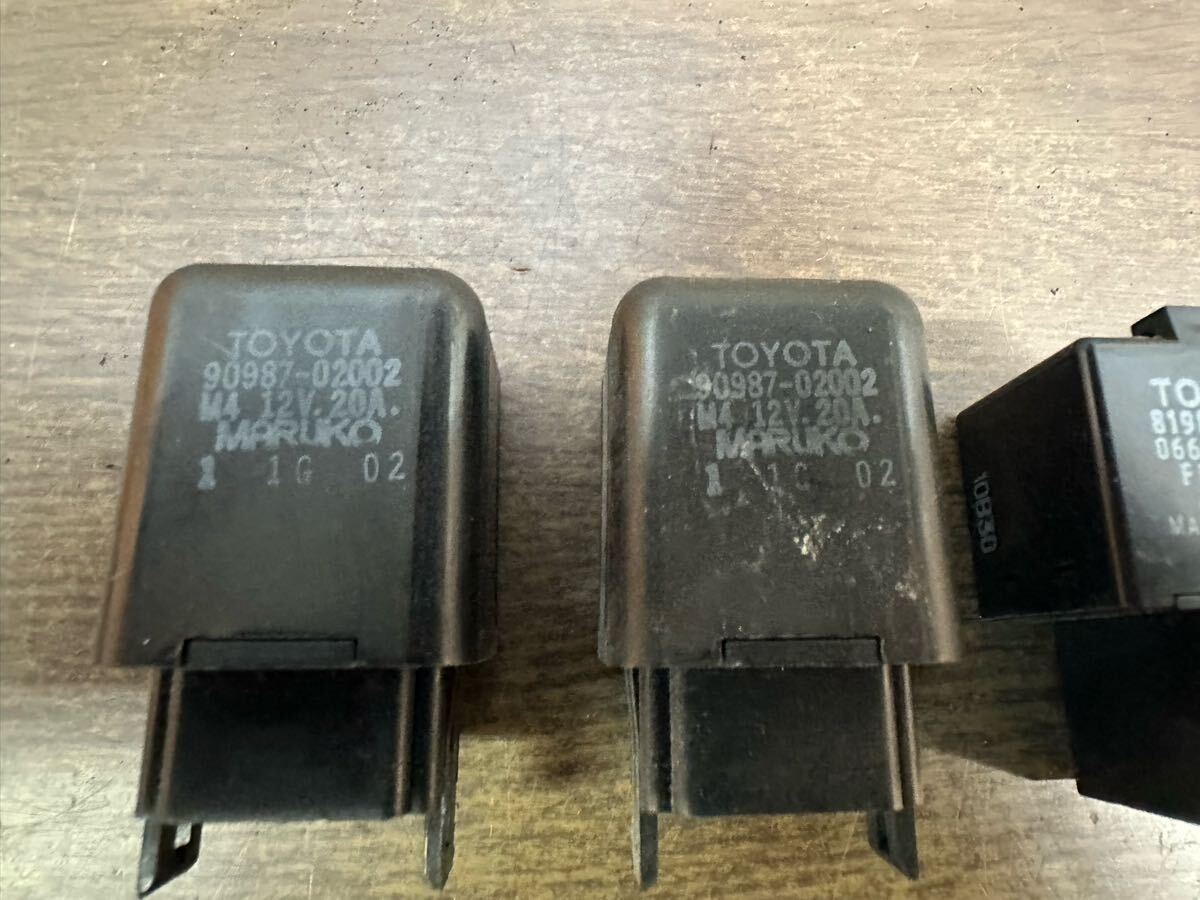 TOYOTA
90987-02002
M4.12V.20A.
MARUKO
1 1G 02
TOYOTA
90987-02002
M4.12V.20A.
MARUKO
1 1G 02
10B30
TO
819
066
F